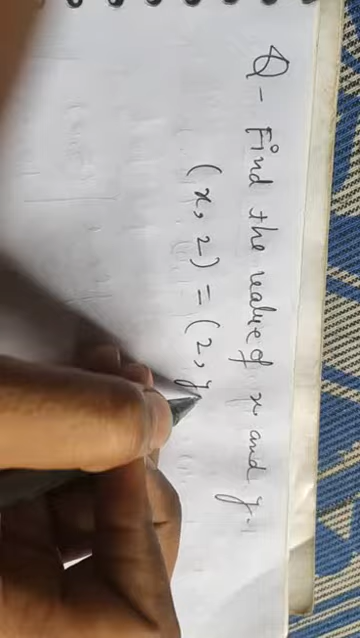 Q - Find the value of x and y -
(x, 2) = (2, y